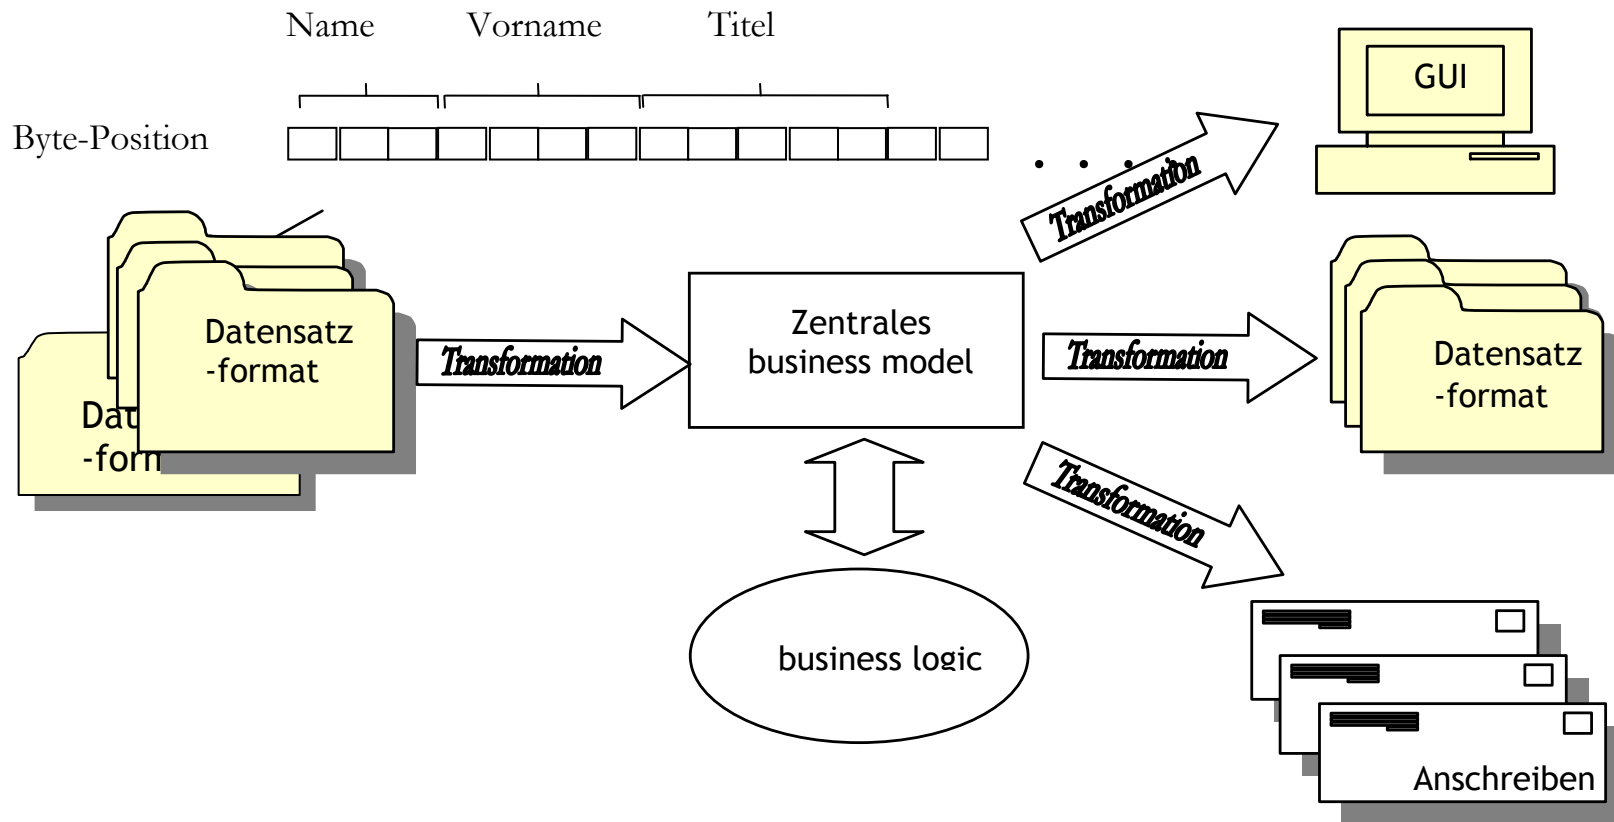 Name Vorname Titel
Byte-Position
. . . .
GUI
Transformation
Datensatz
-format
Transformation
Zentrales
business model
Transformation
Datensatz
-format
Transformation
business logic
Anschreiben